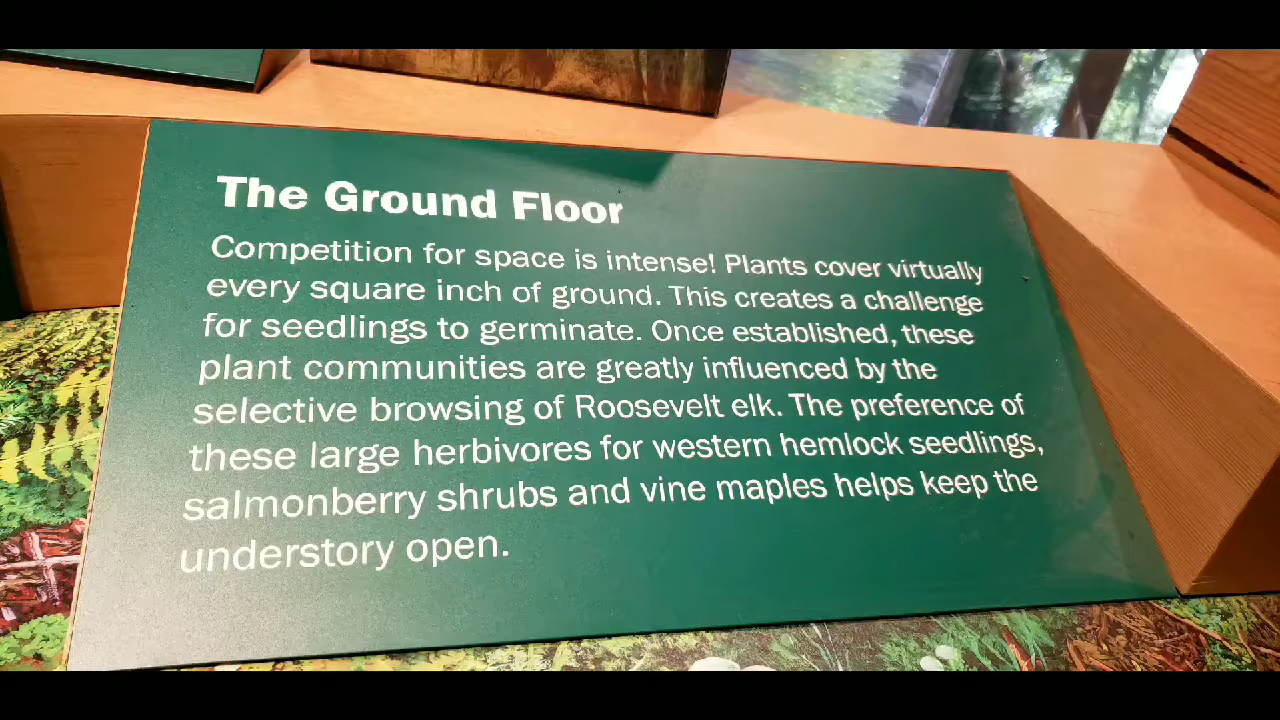 The Ground Floor
Competition for space is intense! Plants cover virtually
every square inch of ground. This creates a challenge
for seedlings to germinate. Once established, these
plant communities are greatly influenced by the
selective browsing of Roosevelt elk. The preference of
these large herbivores for western hemlock seedlings,
salmonberry shrubs and vine maples helps keep the
understory open.